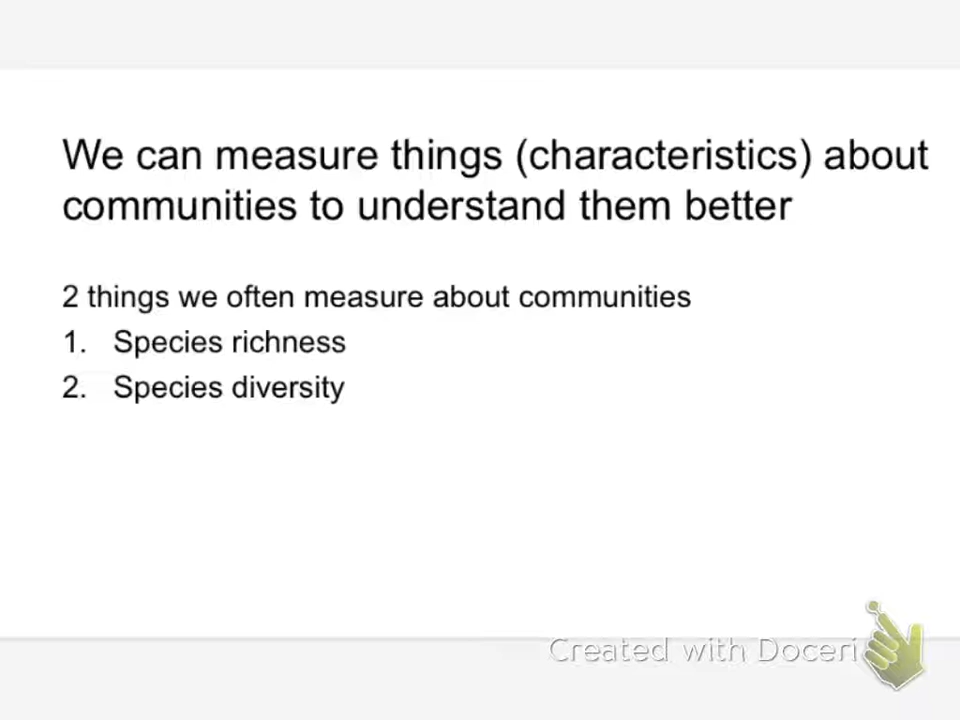 We can measure things (characteristics) about
communities to understand them better
2 things we often measure about communities
1. Species richness
2. Species diversity
Created with Doceri